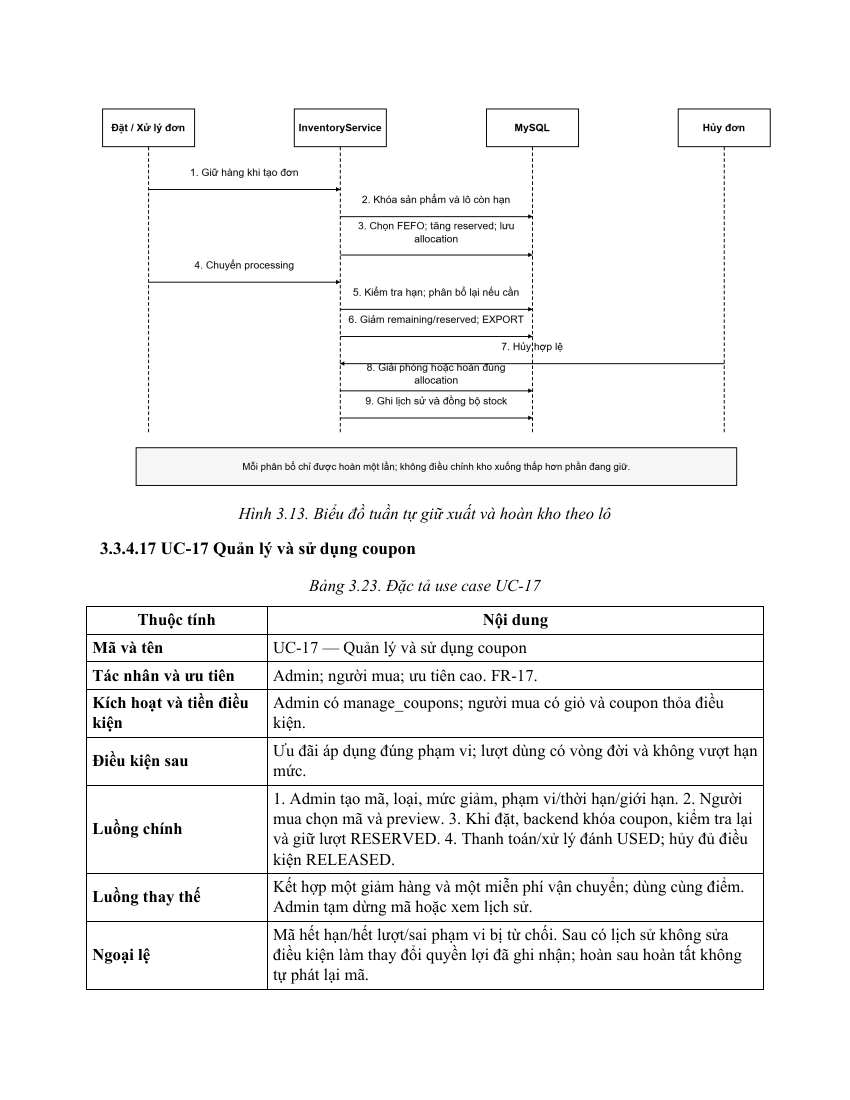 Đặt / Xử lý đơn
InventoryService
MySQL
Hủy đơn
1. Giữ hàng khi tạo đơn
2. Khóa sản phẩm và lô còn hạn
3. Chọn FEFO; tăng reserved; lưu
allocation
4. Chuyển processing
5. Kiểm tra hạn; phân bổ lại nếu cần
6. Giảm remaining/reserved; EXPORT
7. Hủy hợp lệ
8. Giải phóng hoặc hoàn đúng
allocation
9. Ghi lịch sử và đồng bộ stock
Mỗi phân bổ chỉ được hoàn một lần; không điều chỉnh kho xuống thấp hơn phần đang giữ.
Hình 3.13. Biểu đồ tuần tự giữ xuất và hoàn kho theo lô
3.3.4.17 UC-17 Quản lý và sử dụng coupon
Bảng 3.23. Đặc tả use case UC-17
Thuộc tính
Nội dung
Mã và tên
UC-17 — Quản lý và sử dụng coupon
Tác nhân và ưu tiên
Admin; người mua; ưu tiên cao. FR-17.
Kích hoạt và tiền điều
kiện
Admin có manage_coupons; người mua có giỏ và coupon thỏa điều
kiện.
Điều kiện sau
Ưu đãi áp dụng đúng phạm vi; lượt dùng có vòng đời và không vượt hạn
mức.
Luồng chính
1. Admin tạo mã, loại, mức giảm, phạm vi/thời hạn/giới hạn. 2. Người
mua chọn mã và preview. 3. Khi đặt, backend khóa coupon, kiểm tra lại
và giữ lượt RESERVED. 4. Thanh toán/xử lý đánh USED; hủy đủ điều
kiện RELEASED.
Luồng thay thế
Kết hợp một giảm hàng và một miễn phí vận chuyển; dùng cùng điểm.
Admin tạm dừng mã hoặc xem lịch sử.
Ngoại lệ
Mã hết hạn/hết lượt/sai phạm vi bị từ chối. Sau có lịch sử không sửa
điều kiện làm thay đổi quyền lợi đã ghi nhận; hoàn sau hoàn tất không
tự phát lại mã.